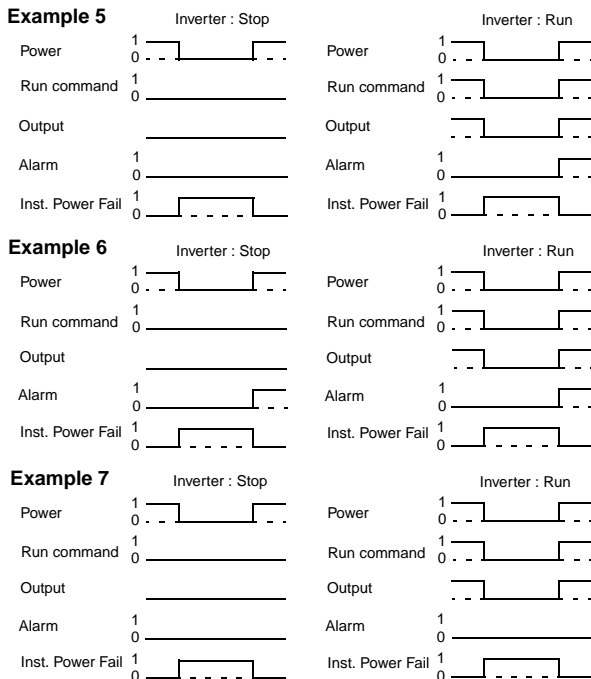 Example 5
Inverter : Stop
Power 1 0
Run command 1 0
Output
Alarm 1 0
Inst. Power Fail 1 0
Inverter : Run
Power 1 0
Run command 1 0
Output
Alarm 1 0
Inst. Power Fail 1 0
Example 6
Inverter : Stop
Power 1 0
Run command 1 0
Output
Alarm 1 0
Inst. Power Fail 1 0
Inverter : Run
Power 1 0
Run command 1 0
Output
Alarm 1 0
Inst. Power Fail 1 0
Example 7
Inverter : Stop
Power 1 0
Run command 1 0
Output
Alarm 1 0
Inst. Power Fail 1 0
Inverter : Run
Power 1 0
Run command 1 0
Output
Alarm 1 0
Inst. Power Fail 1 0